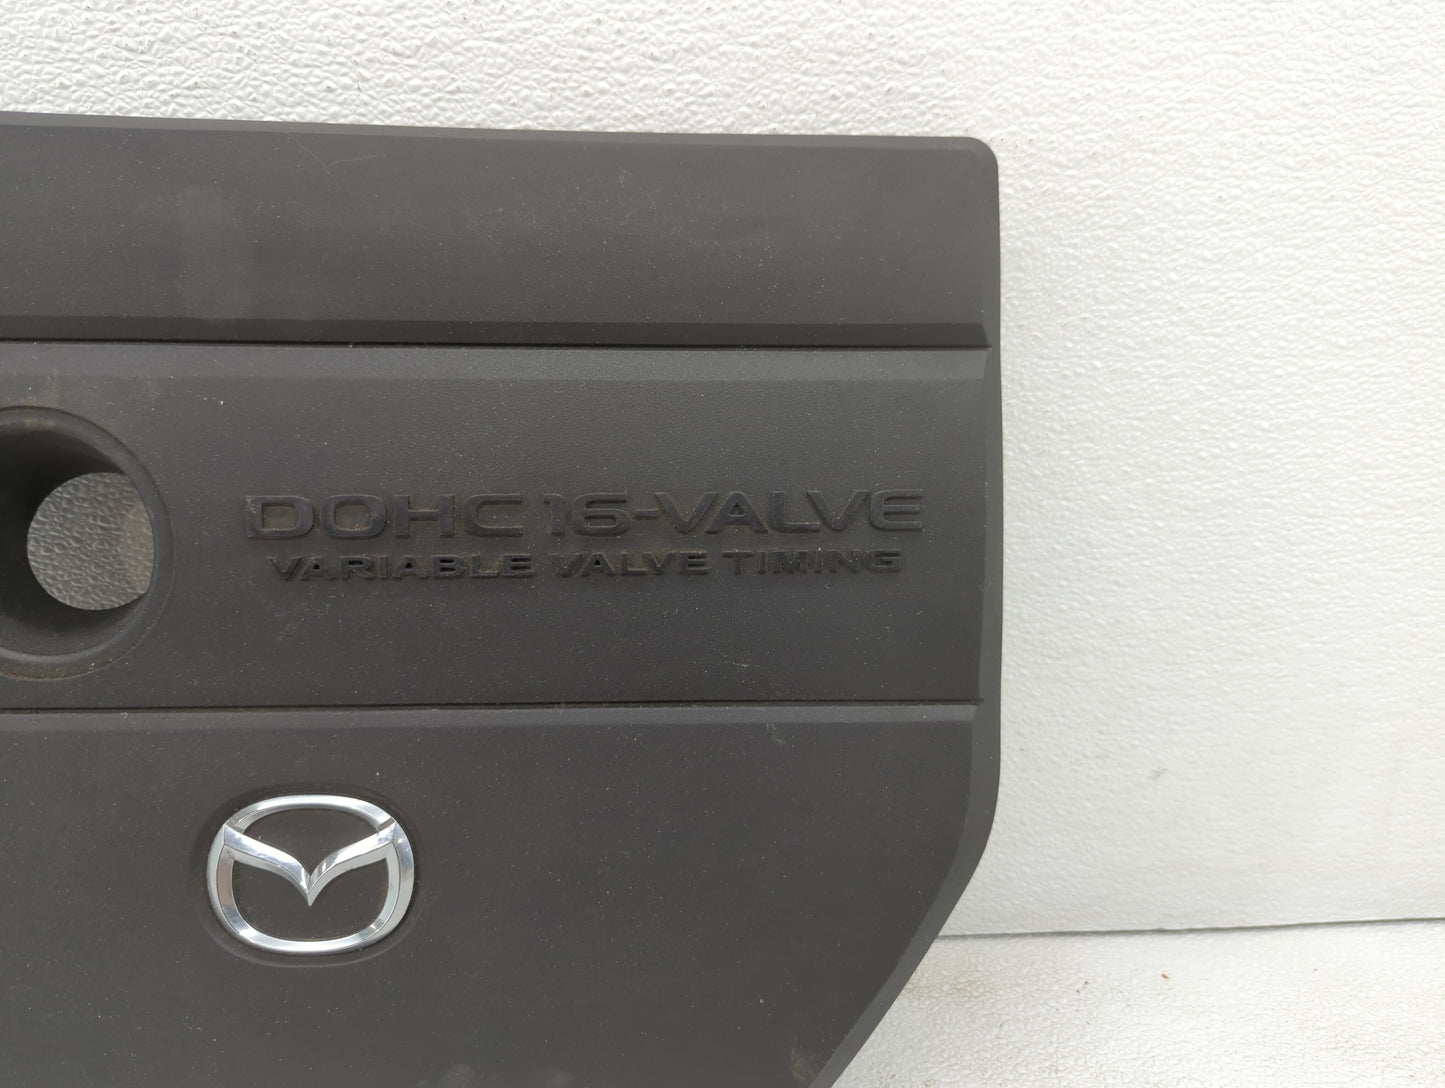 DOHC 16-VALVE
VARIABLE VALVE TIMING